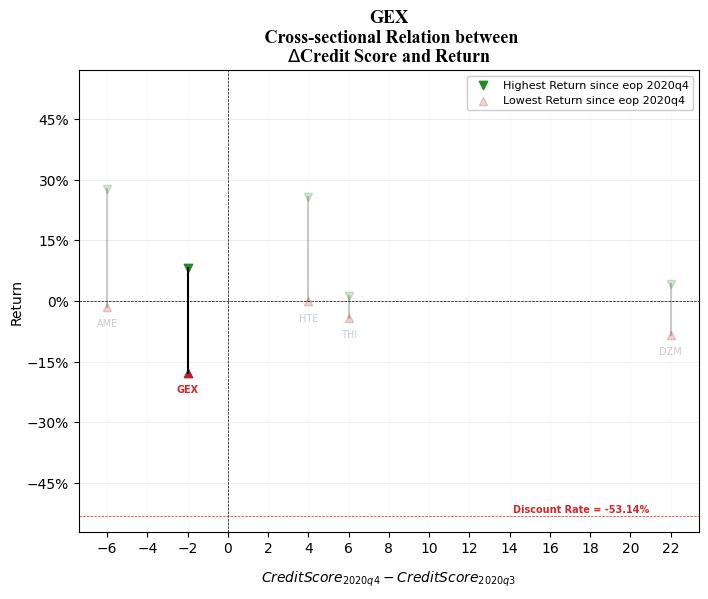 GEX
Cross-sectional Relation between
ΔCredit Score and Return
Highest Return since eop 2020q4
Lowest Return since eop 2020q4
45%
30%
15%
0%
−15%
−30%
−45%
Return
AME
GEX
HTE
THI
DZM
Discount Rate = -53.14%
−6 −4 −2 0 2 4 6 8 10 12 14 16 18 20 22
CreditScore2020q4 − CreditScore2020q3